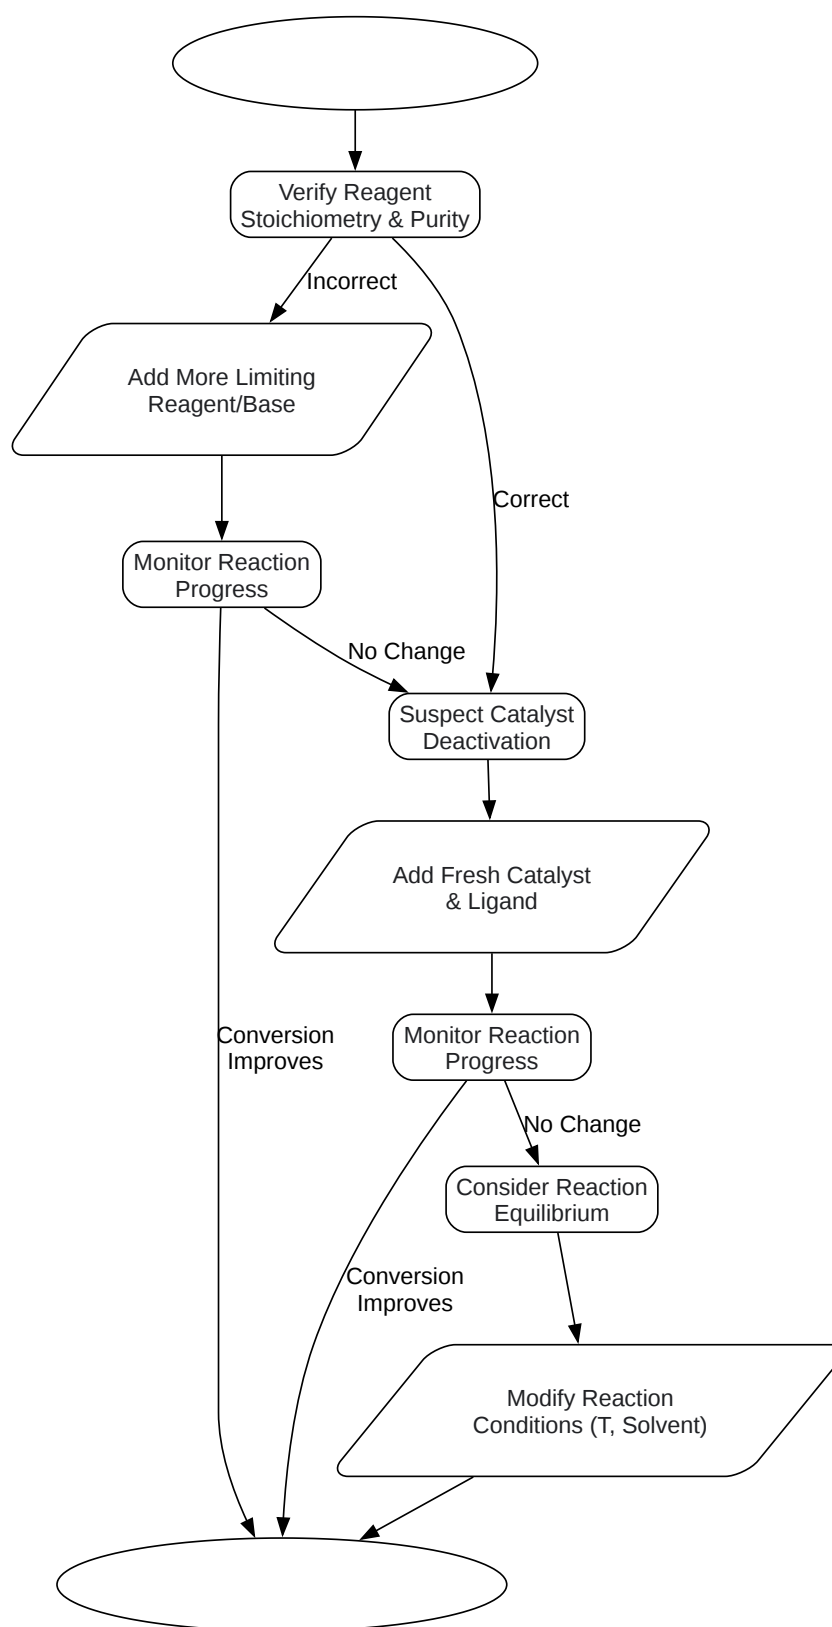 Verify Reagent
Stoichiometry & Purity
Incorrect
Add More Limiting
Reagent/Base
Correct
Monitor Reaction
Progress
No Change
Suspect Catalyst
Deactivation
Add Fresh Catalyst
& Ligand
Conversion
Improves
Monitor Reaction
Progress
No Change
Consider Reaction
Equilibrium
Conversion
Improves
Modify Reaction
Conditions (T, Solvent)